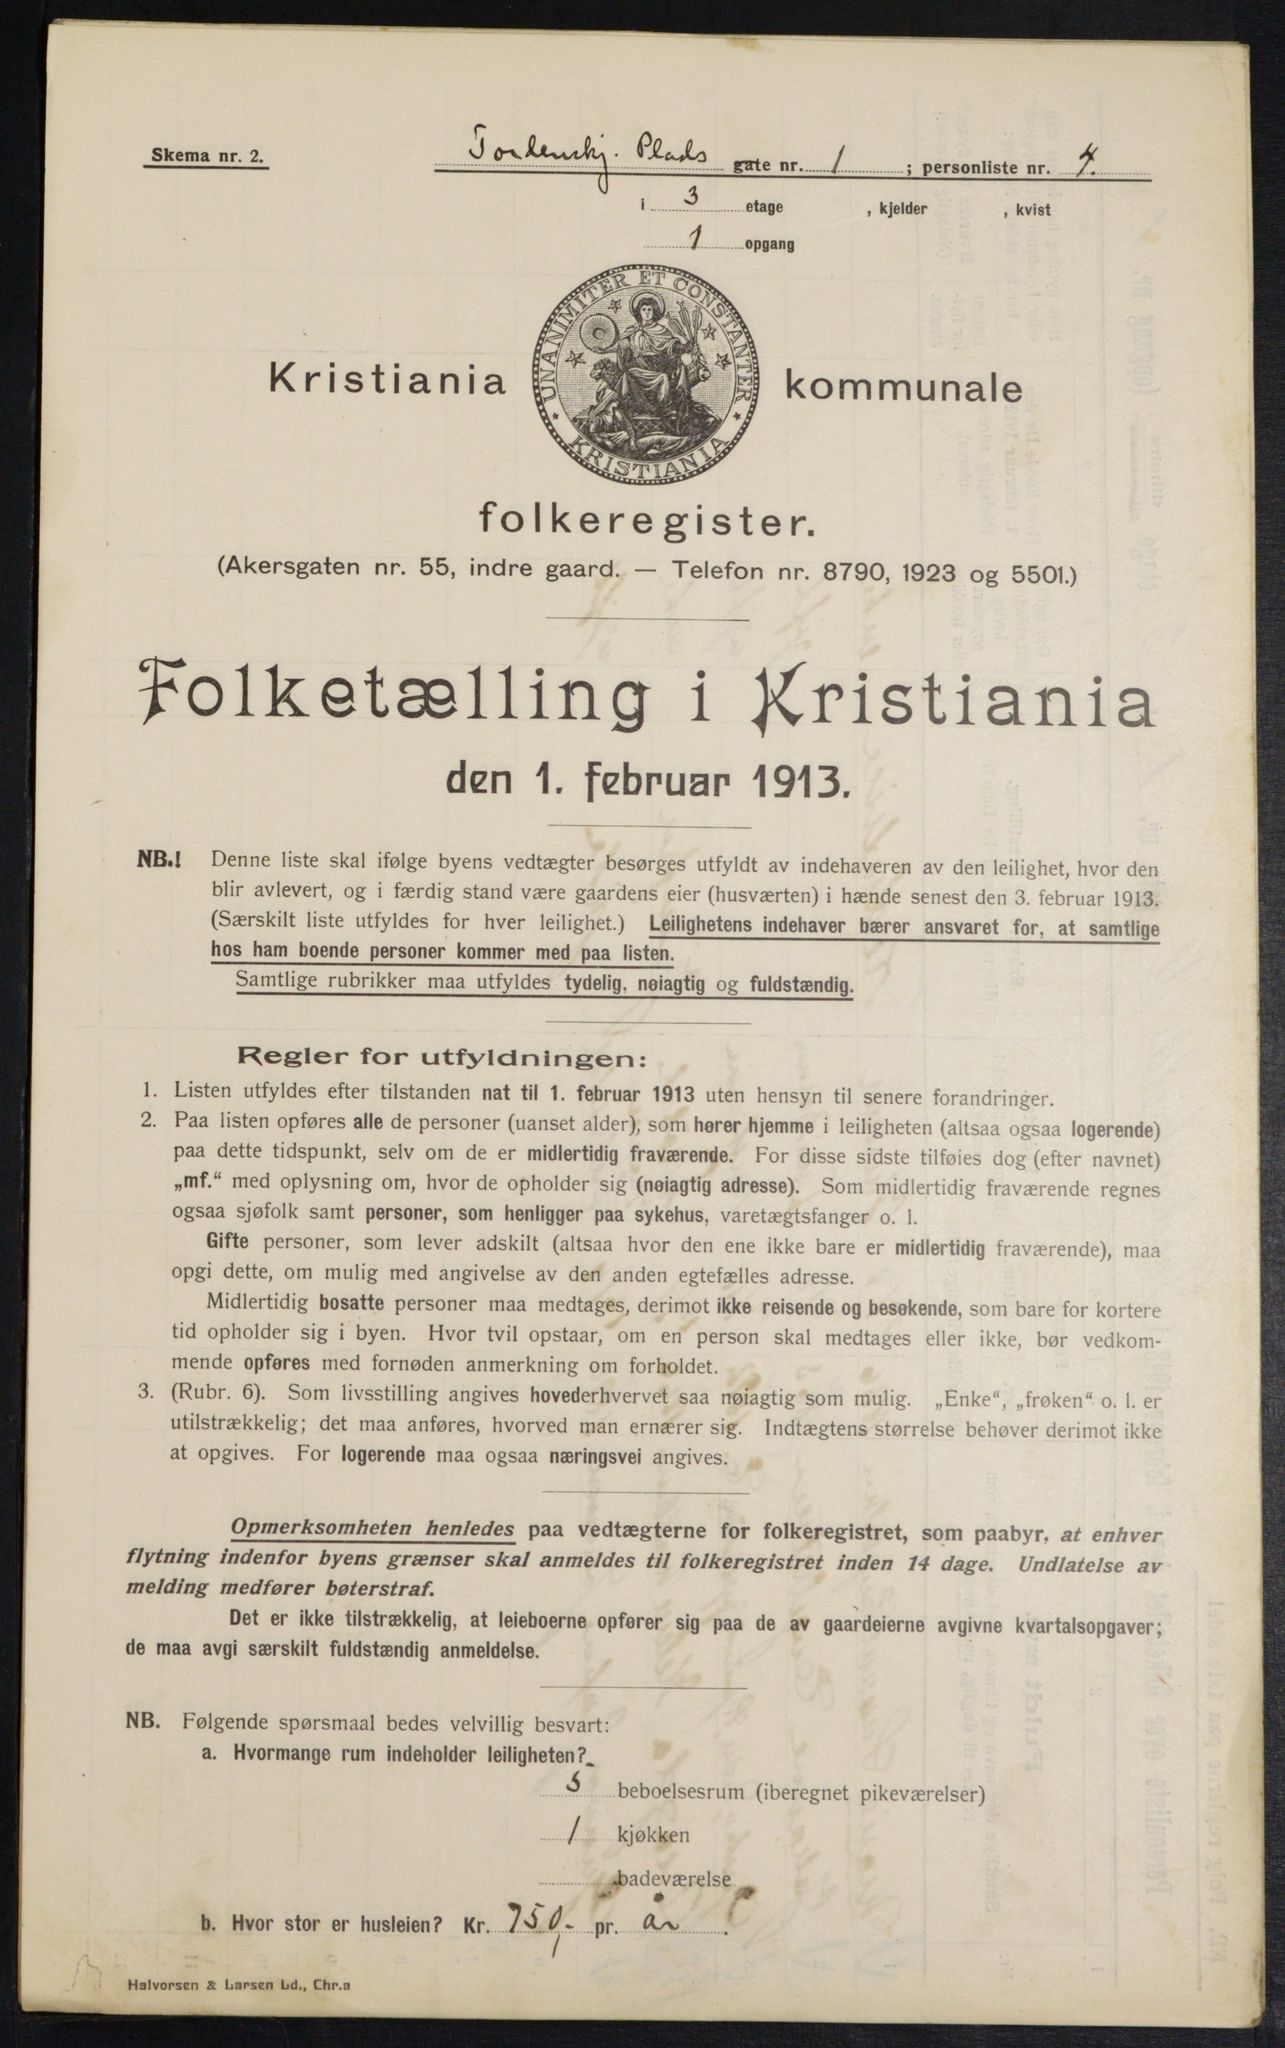 Skema nr. 2.
Tordenskj. Plads gate nr. 1 ; personliste nr. 4.
i 3 etage , kjelder , kvist
1 opgang
UNANIMITER ET CONSTANTER
KRISTIANIA
Kristiania kommunale
folkeregister.
(Akersgaten nr. 55, indre gaard. — Telefon nr. 8790, 1923 og 5501.)
Folketælling i Kristiania
den 1. februar 1913.
NB.! Denne liste skal ifølge byens vedtægter besørges utfyldt av indehaveren av den leilighet, hvor den
blir avlevert, og i færdig stand være gaardens eier (husværten) i hænde senest den 3. februar 1913.
(Særskilt liste utfyldes for hver leilighet.) Leilighetens indehaver bærer ansvaret for, at samtlige
hos ham boende personer kommer med paa listen.
Samtlige rubrikker maa utfyldes tydelig, nøiagtig og fuldstændig.
Regler for utfyldningen:
1. Listen utfyldes efter tilstanden nat til 1. februar 1913 uten hensyn til senere forandringer.
2. Paa listen opføres alle de personer (uanset alder), som hører hjemme i leiligheten (altsaa ogsaa logerende)
paa dette tidspunkt, selv om de er midlertidig fraværende. For disse sidste tilføies dog (efter navnet)
„mf.“ med oplysning om, hvor de opholder sig (nøiagtig adresse). Som midlertidig fraværende regnes
ogsaa sjøfolk samt personer, som henligger paa sykehus, varetægtsfanger o. l.
Gifte personer, som lever adskilt (altsaa hvor den ene ikke bare er midlertidig fraværende), maa
opgi dette, om mulig med angivelse av den anden egtefælles adresse.
Midlertidig bosatte personer maa medtages, derimot ikke reisende og besøkende, som bare for kortere
tid opholder sig i byen. Hvor tvil opstaar, om en person skal medtages eller ikke, bør vedkom-
mende opføres med fornøden anmerkning om forholdet.
3. (Rubr. 6). Som livsstilling angives hovederhvervet saa nøiagtig som mulig. „Enke“, „frøken“ o. l. er
utilstrækkelig; det maa anføres, hvorved man ernærer sig. Indtægtens størrelse behøver derimot ikke
at opgives. For logerende maa ogsaa næringsvei angives.
Opmerksomheten henledes paa vedtægterne for folkeregistret, som paabyr, at enhver
flytning indenfor byens grænser skal anmeldes til folkeregistret inden 14 dage. Undlatelse av
melding medfører bøterstraf.
Det er ikke tilstrækkelig, at leieboerne opfører sig paa de av gaardeierne avgivne kvartalsopgaver;
de maa avgi særskilt fuldstændig anmeldelse.
NB. Følgende spørsmaal bedes velvillig besvart:
a. Hvormange rum indeholder leiligheten?
5 beboelsesrum (iberegnet pikeværelser)
1 kjøkken
badeværelse
b. Hvor stor er husleien? Kr. 750,- pr. år.
Halvorsen & Larsen Ld., Chr.a